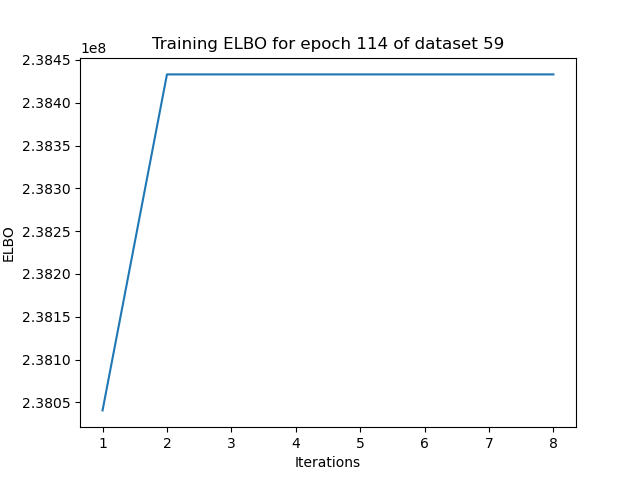 Training ELBO for epoch 114 of dataset 59
1e8
2.3845
2.3840
2.3835
2.3830
2.3825
2.3820
2.3815
2.3810
2.3805
ELBO
1 2 3 4 5 6 7 8
Iterations